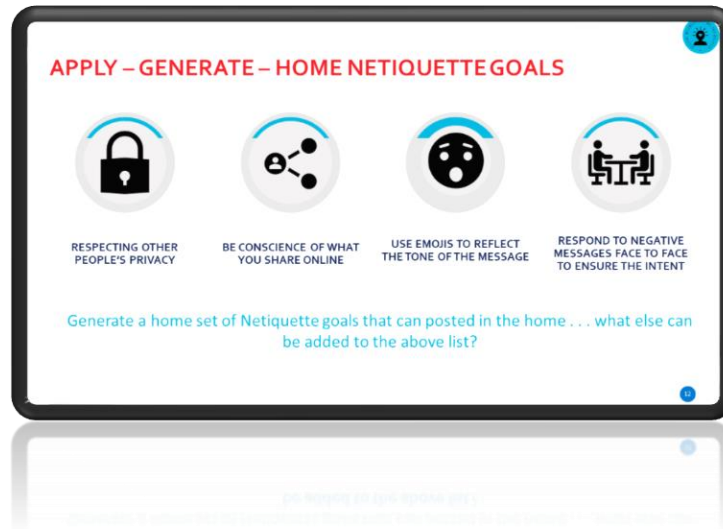 APPLY – GENERATE – HOME NETIQUETTE GOALS
RESPECTING OTHER
PEOPLE'S PRIVACY
BE CONSCIENCE OF WHAT
YOU SHARE ONLINE
USE EMOJIS TO REFLECT
THE TONE OF THE MESSAGE
RESPOND TO NEGATIVE
MESSAGES FACE TO FACE
TO ENSURE THE INTENT
Generate a home set of Netiquette goals that can posted in the home . . . what else can
be added to the above list?
12